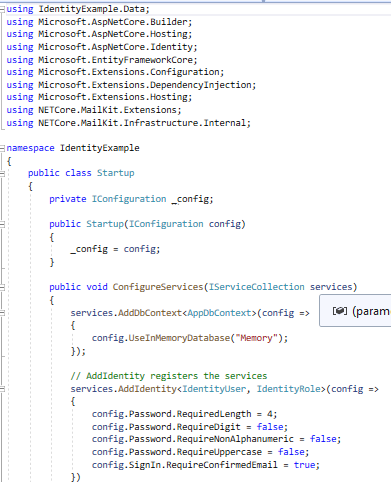 using IdentityExample.Data;
using Microsoft.AspNetCore.Builder;
using Microsoft.AspNetCore.Hosting;
using Microsoft.AspNetCore.Identity;
using Microsoft.EntityFrameworkCore;
using Microsoft.Extensions.Configuration;
using Microsoft.Extensions.DependencyInjection;
using Microsoft.Extensions.Hosting;
using NETCore.MailKit.Extensions;
using NETCore.MailKit.Infrastructure.Internal;

namespace IdentityExample
{
    public class Startup
    {
        private IConfiguration _config;

        public Startup(IConfiguration config)
        {
            _config = config;
        }

        public void ConfigureServices(IServiceCollection services)
        {
            services.AddDbContext<AppDbContext>(config =>
(param
            {
                config.UseInMemoryDatabase("Memory");
            });

            // AddIdentity registers the services
            services.AddIdentity<IdentityUser, IdentityRole>(config =>
            {
                config.Password.RequiredLength = 4;
                config.Password.RequireDigit = false;
                config.Password.RequireNonAlphanumeric = false;
                config.Password.RequireUppercase = false;
                config.SignIn.RequireConfirmedEmail = true;
            })